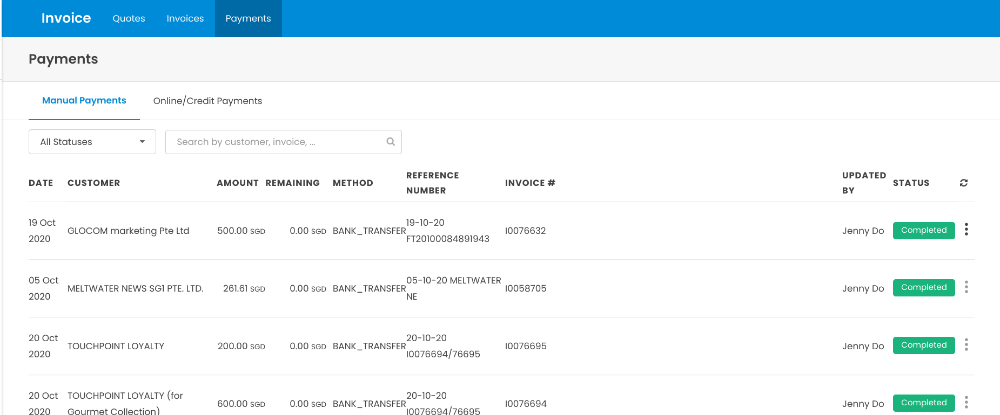 Invoice Quotes Invoices Payments
Payments
Manual Payments Online/Credit Payments
All Statuses Search by customer, invoice, ...
DATE CUSTOMER AMOUNT REMAINING METHOD REFERENCE NUMBER INVOICE # UPDATED BY STATUS
19 Oct 2020 GLOCOM marketing Pte Ltd 500.00 SGD 0.00 SGD BANK_TRANSFER 19-10-20 FT20100084891943 I0076632 Jenny Do Completed
05 Oct 2020 MELTWATER NEWS SG1 PTE. LTD. 261.61 SGD 0.00 SGD BANK_TRANSFER 05-10-20 MELTWATER NE I0058705 Jenny Do Completed
20 Oct 2020 TOUCHPOINT LOYALTY 200.00 SGD 0.00 SGD BANK_TRANSFER 20-10-20 I0076694/76695 I0076695 Jenny Do Completed
20 Oct 2020 TOUCHPOINT LOYALTY (for Gourmet Collection) 600.00 SGD 0.00 SGD BANK_TRANSFER 20-10-20 I0076694/76695 I0076694 Jenny Do Completed